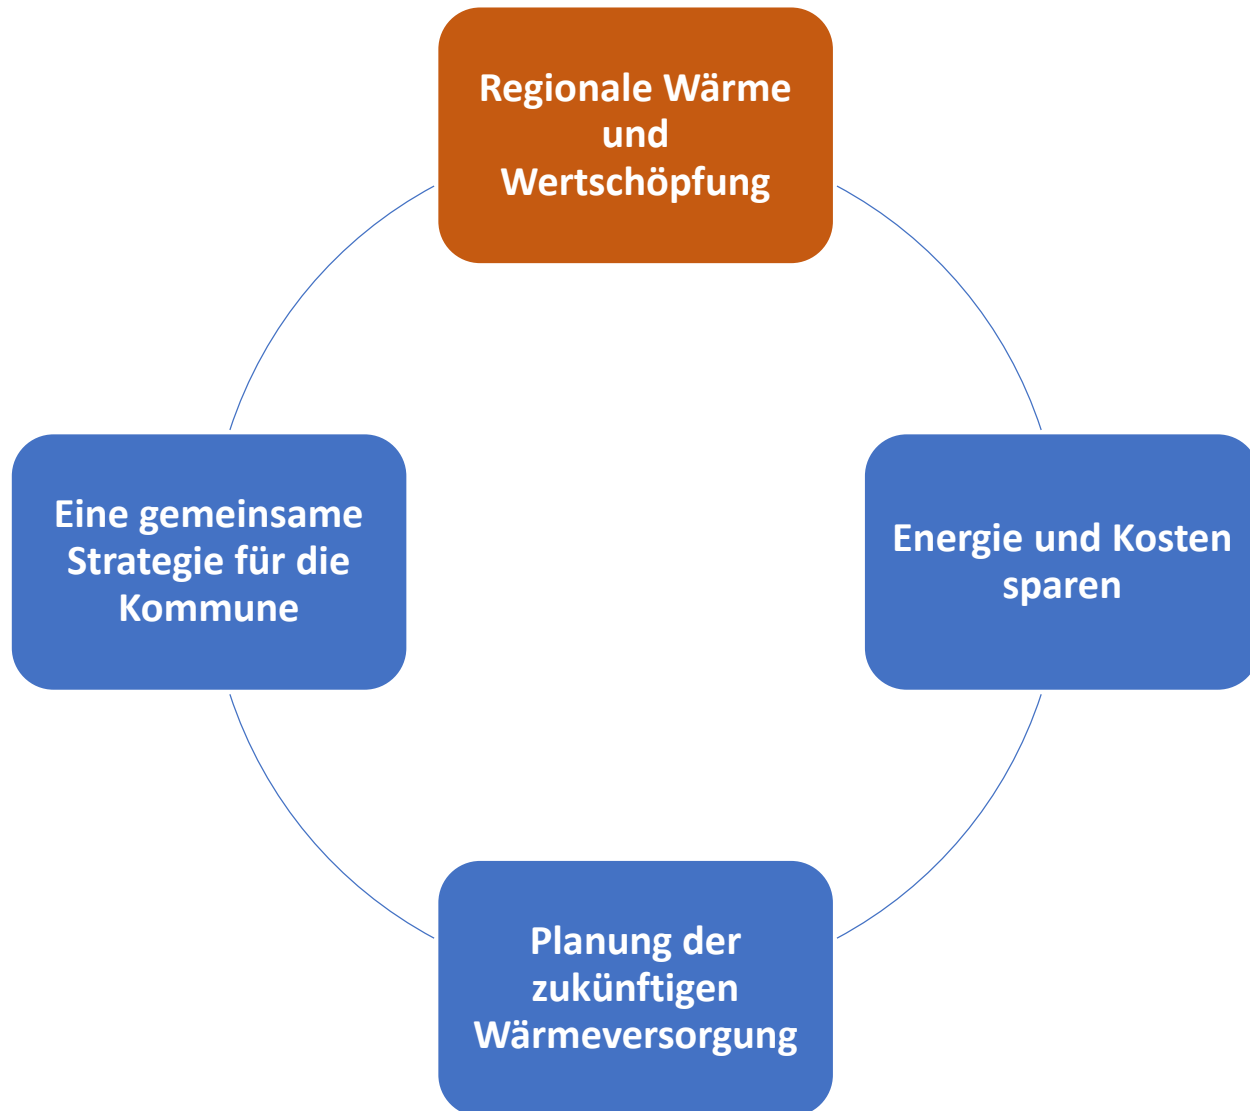 Regionale Wärme
und
Wertschöpfung
Eine gemeinsame
Strategie für die
Kommune
Energie und Kosten
sparen
Planung der
zukünftigen
Wärmeversorgung